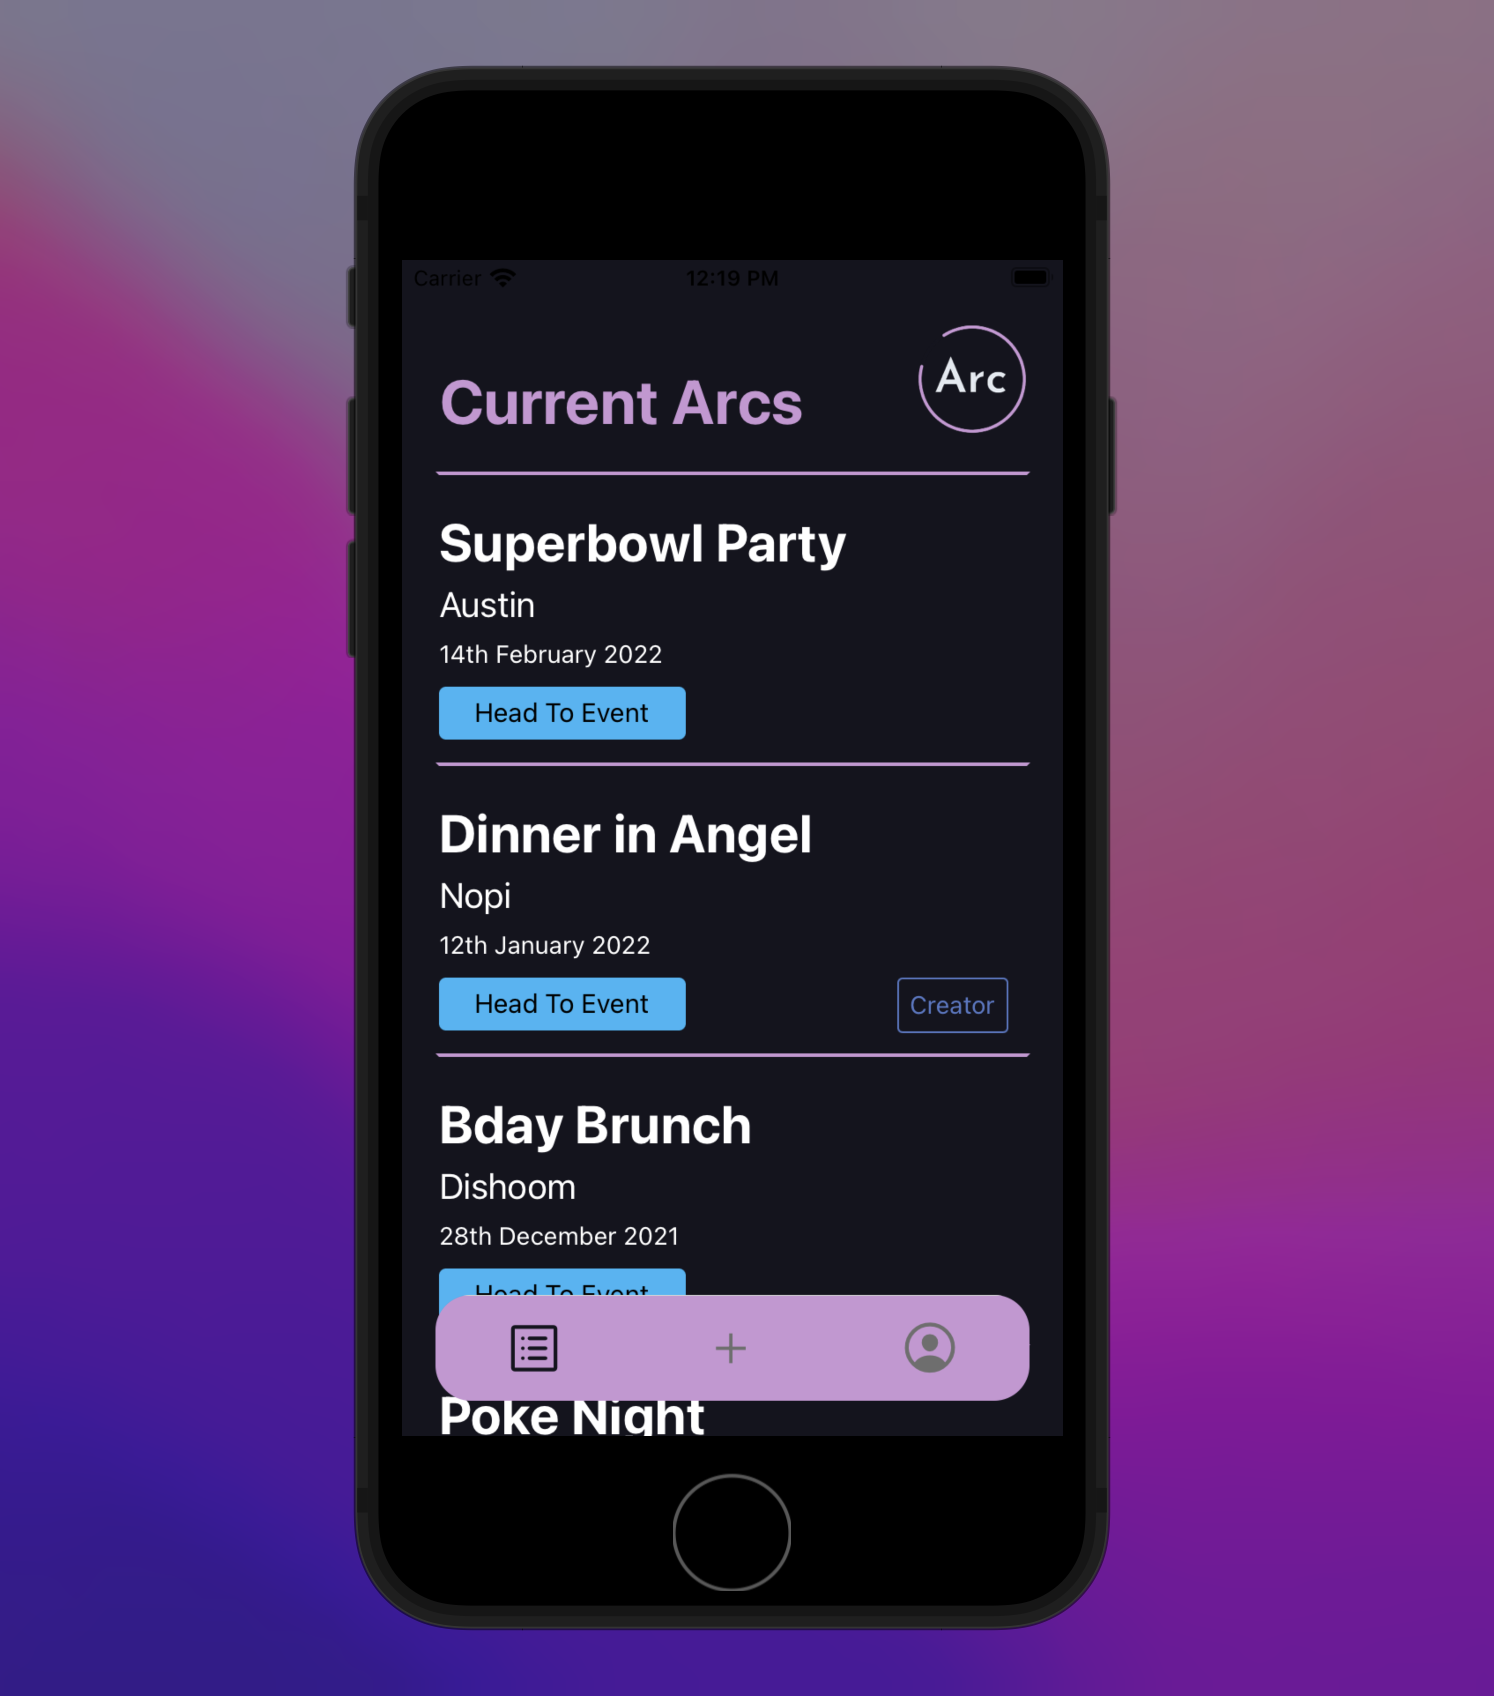 Carrier 12:19 PM
Arc
Current Arcs
Superbowl Party
Austin
14th February 2022
Head To Event
Dinner in Angel
Nopi
12th January 2022
Head To Event
Creator
Bday Brunch
Dishoom
28th December 2021
Head To Event
Poke Night